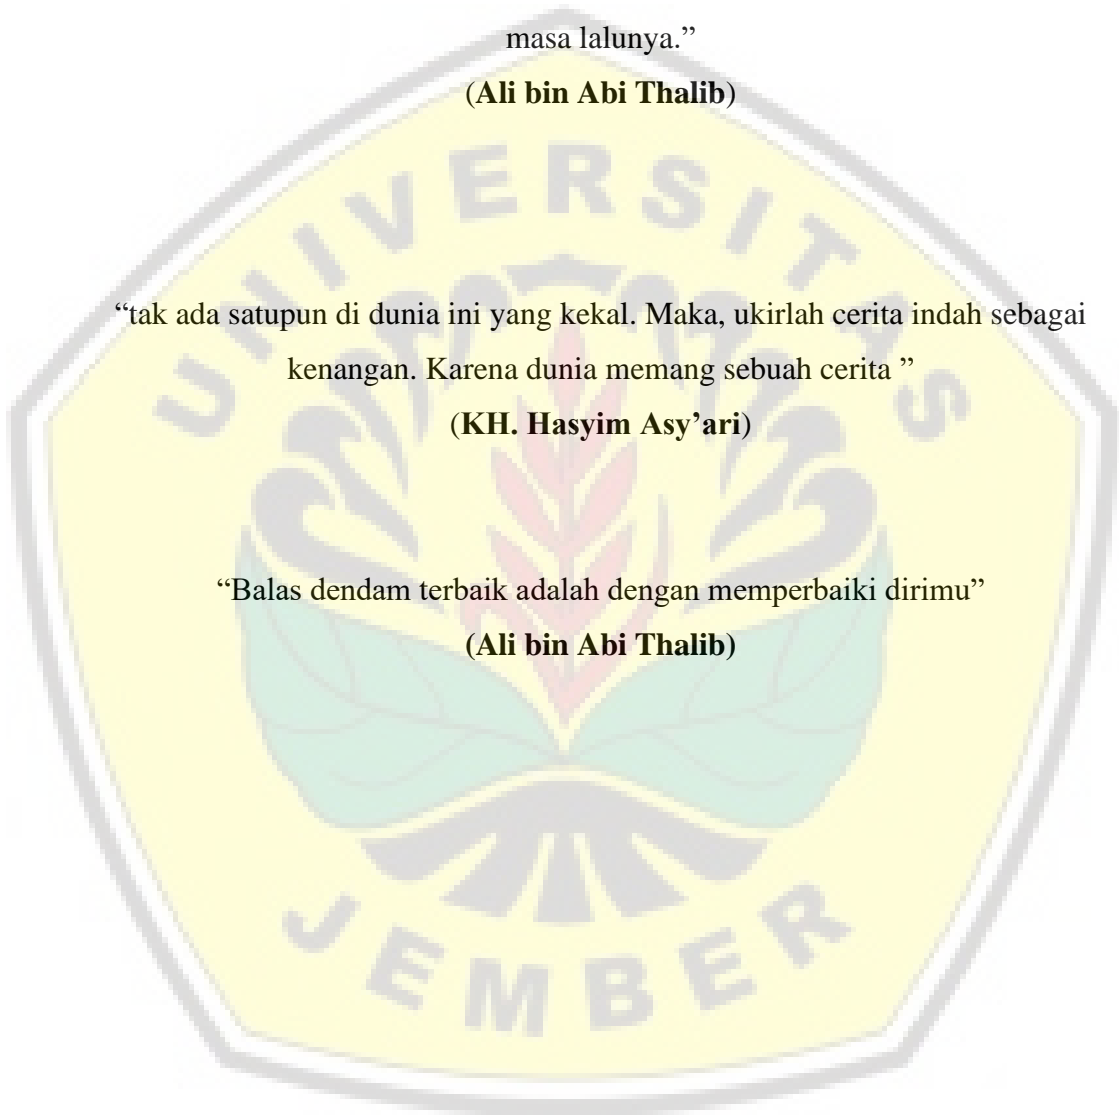 masa lalunya.”
(Ali bin Abi Thalib)
UNIVERSITAS
“tak ada satupun di dunia ini yang kekal. Maka, ukirlah cerita indah sebagai
kenangan. Karena dunia memang sebuah cerita ”
(KH. Hasyim Asy’ari)
“Balas dendam terbaik adalah dengan memperbaiki dirimu”
(Ali bin Abi Thalib)
JEMBER